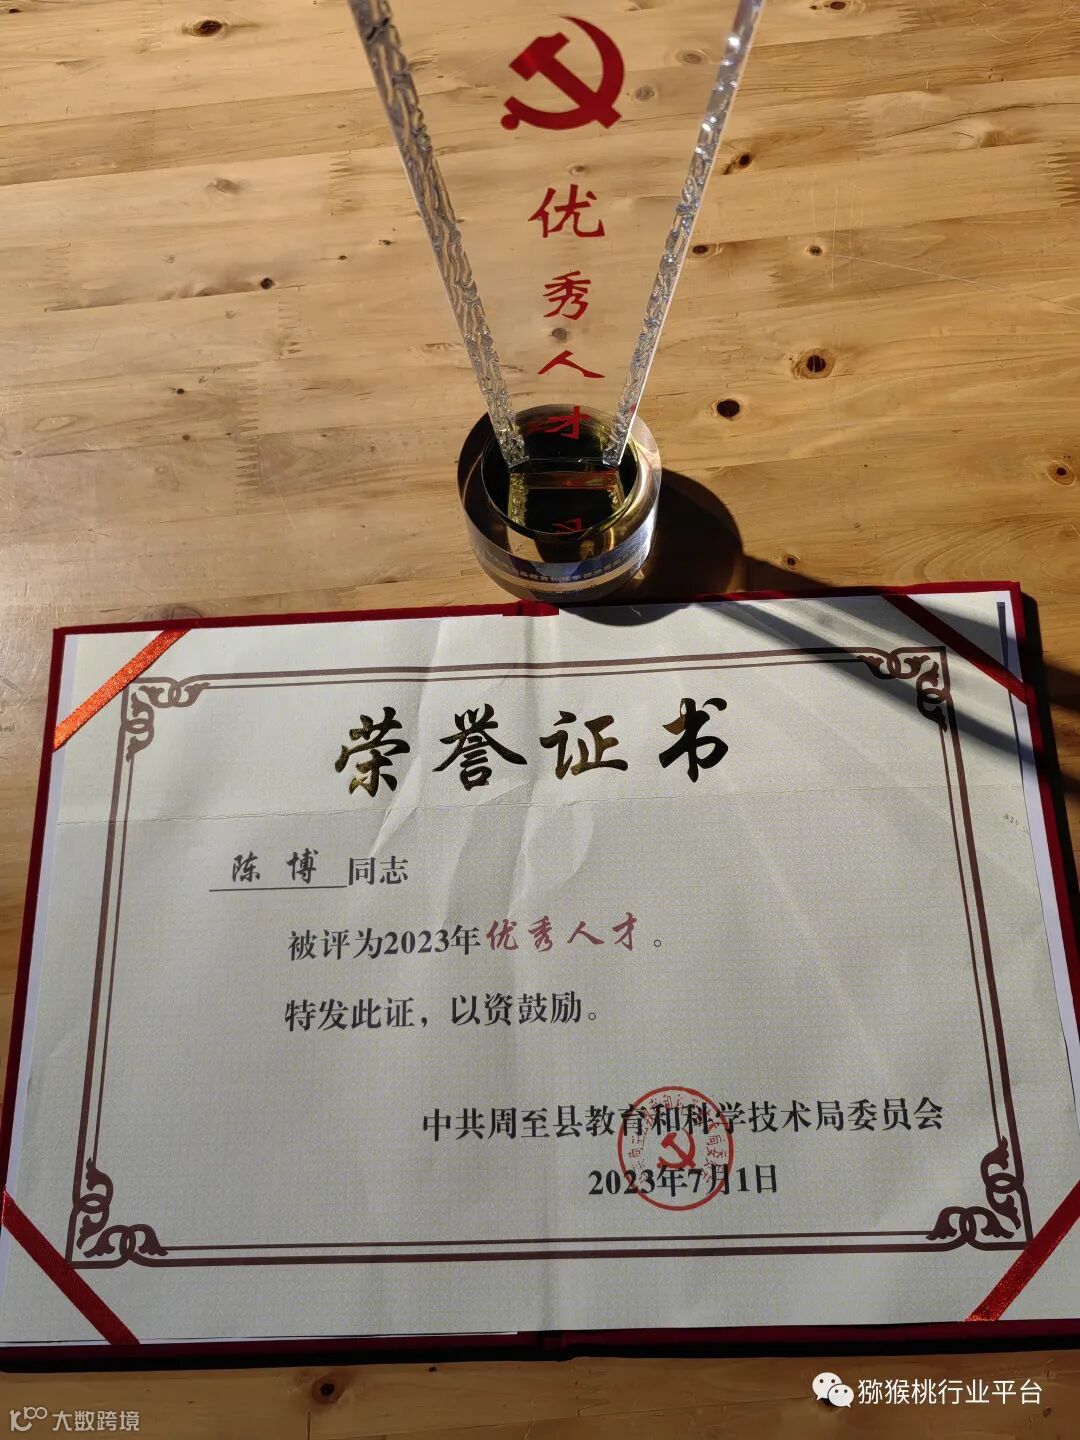 优
秀
人
才
荣誉证书
陈博同志
被评为2023年优秀人才。
特发此证，以资鼓励。
中共周至县教育和科学技术局委员会
2023年7月1日
猕猴桃行业平台
大数跨境